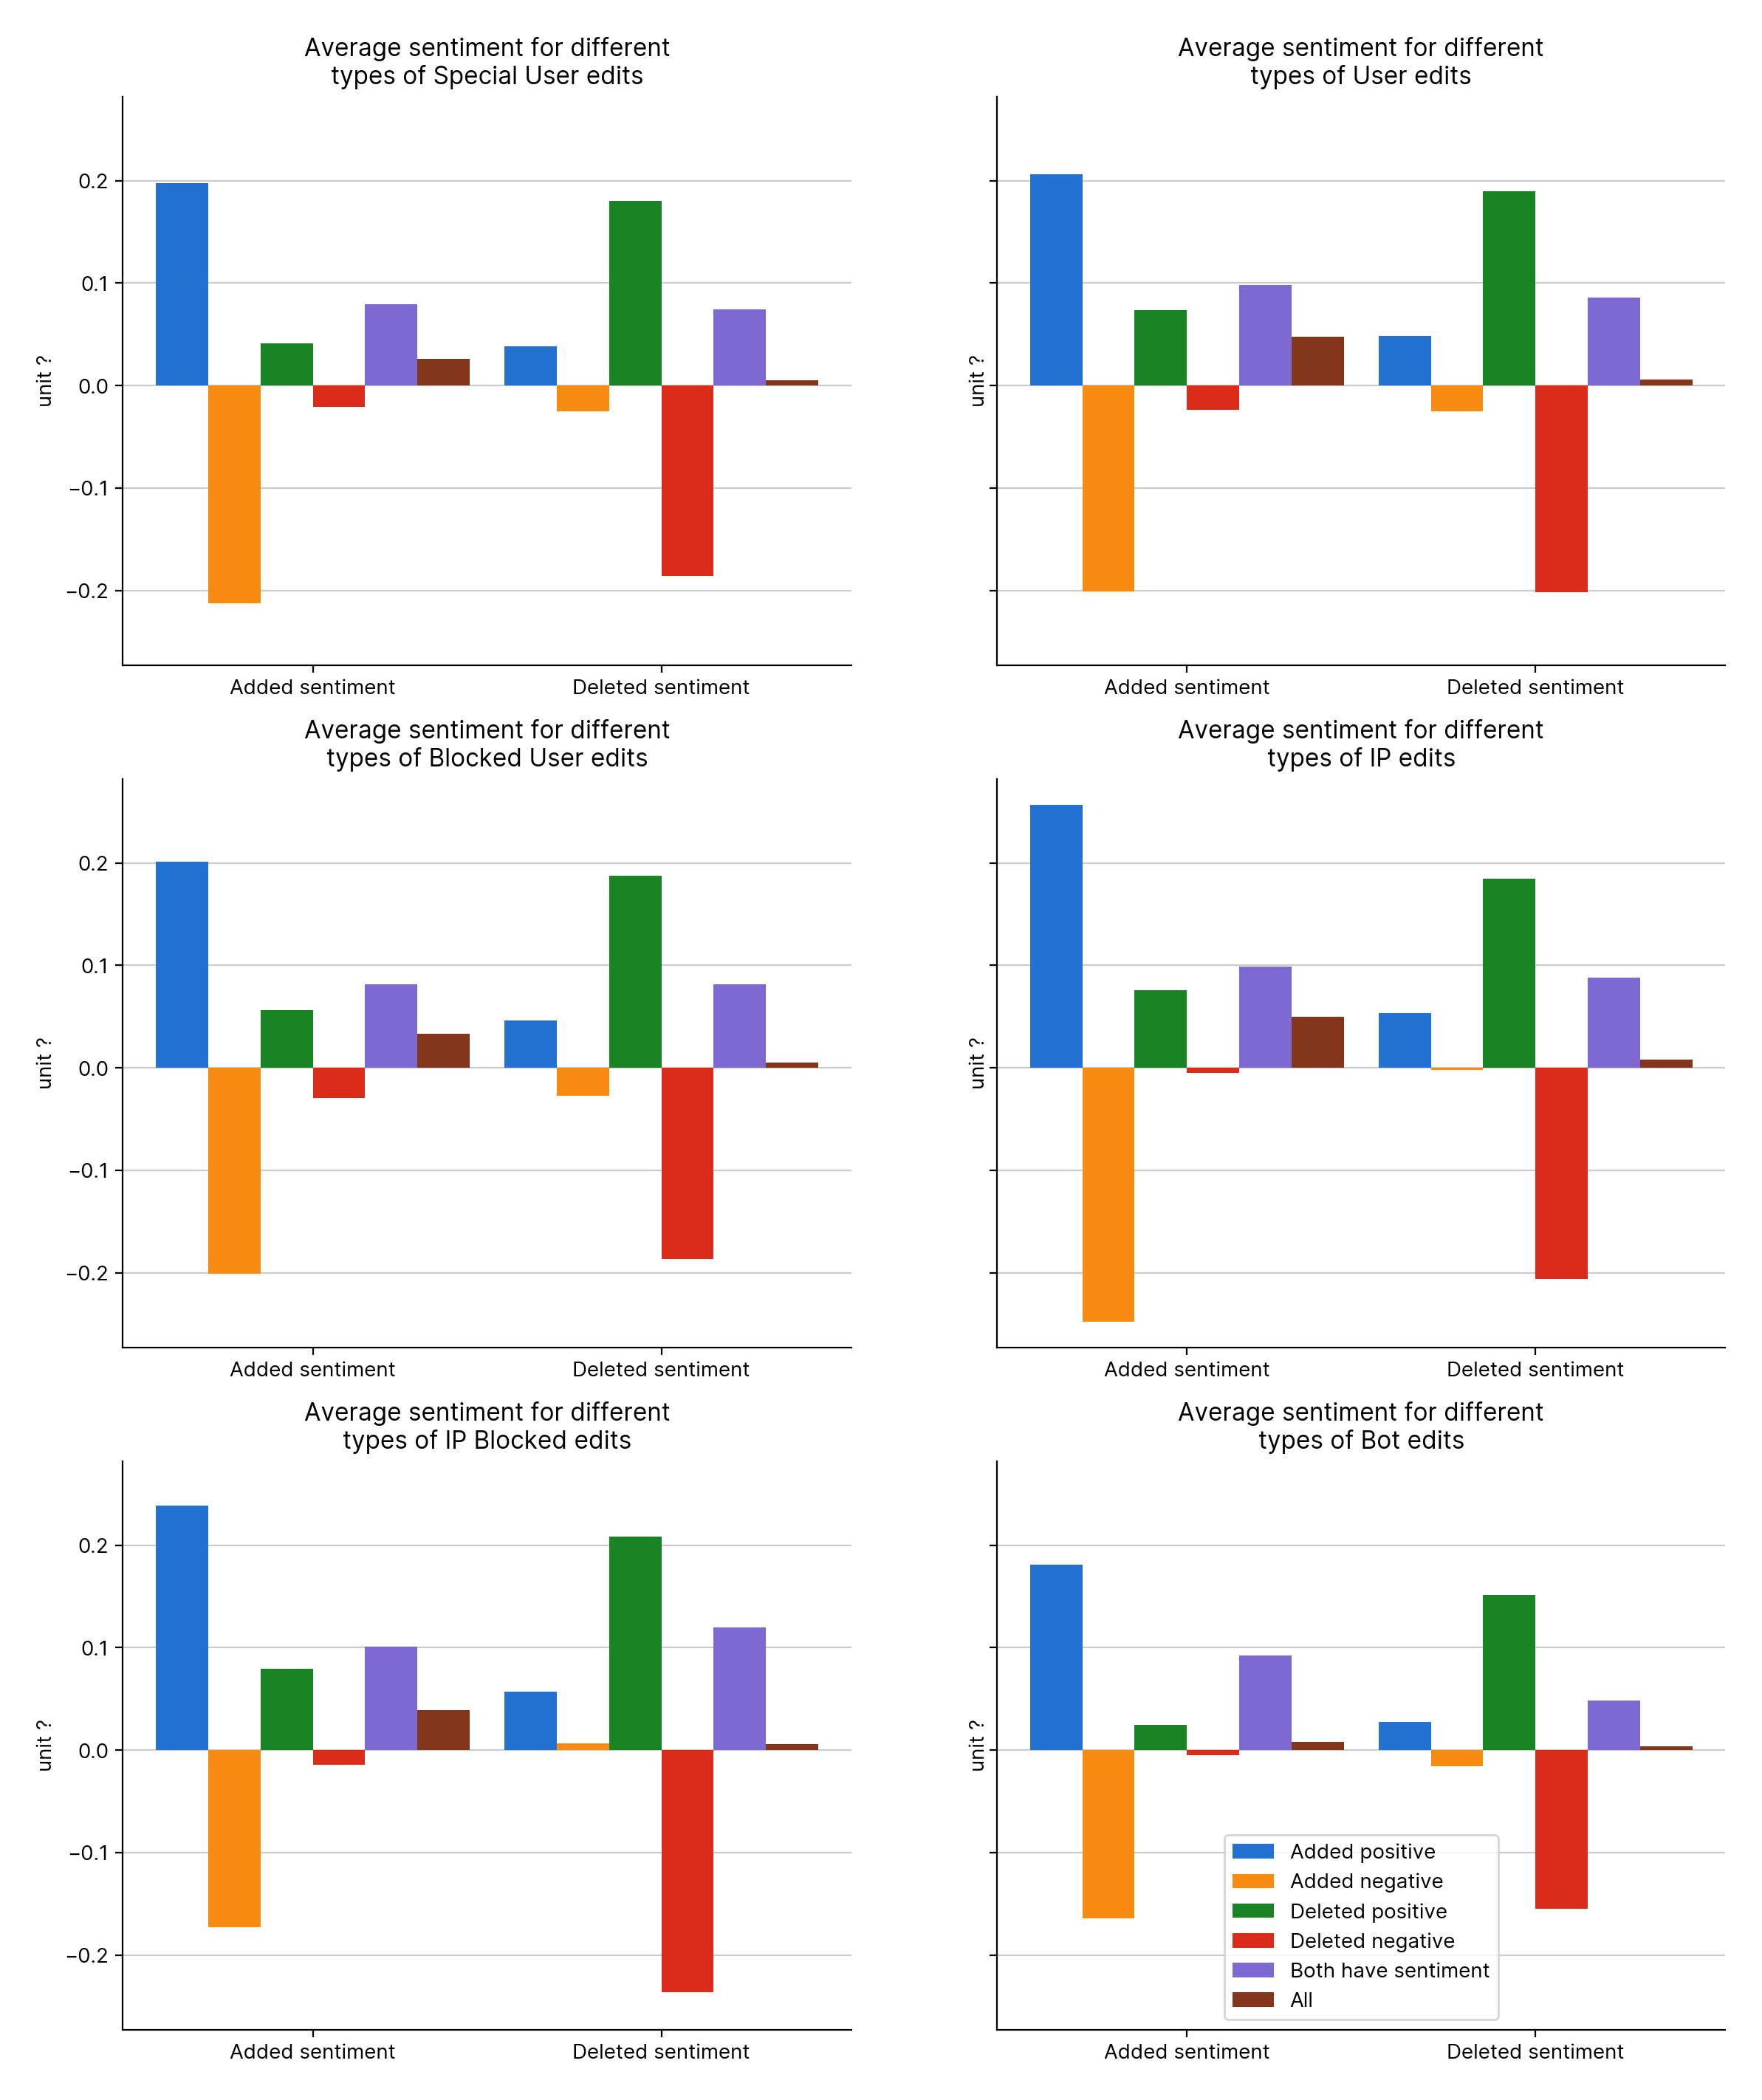 Average sentiment for different
types of Special User edits
0.2
0.1
0.0
−0.1
−0.2
unit ?
Added sentiment
Deleted sentiment
Average sentiment for different
types of User edits
unit ?
Added sentiment
Deleted sentiment
Average sentiment for different
types of Blocked User edits
0.2
0.1
0.0
−0.1
−0.2
unit ?
Added sentiment
Deleted sentiment
Average sentiment for different
types of IP edits
unit ?
Added sentiment
Deleted sentiment
Average sentiment for different
types of IP Blocked edits
0.2
0.1
0.0
−0.1
−0.2
unit ?
Added sentiment
Deleted sentiment
Average sentiment for different
types of Bot edits
unit ?
Added positive
Added negative
Deleted positive
Deleted negative
Both have sentiment
All
Added sentiment
Deleted sentiment